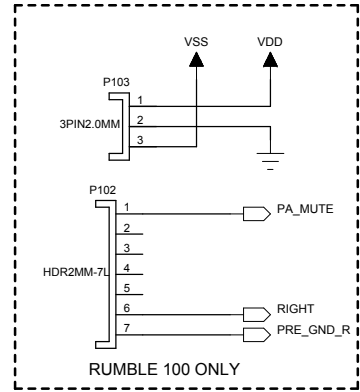 VSS VDD
P103
1
3PIN2.0MM 2
3
P102
1 PA_MUTE
2
3
HDR2MM-7L 4
5
6 RIGHT
7 PRE_GND_R
RUMBLE 100 ONLY